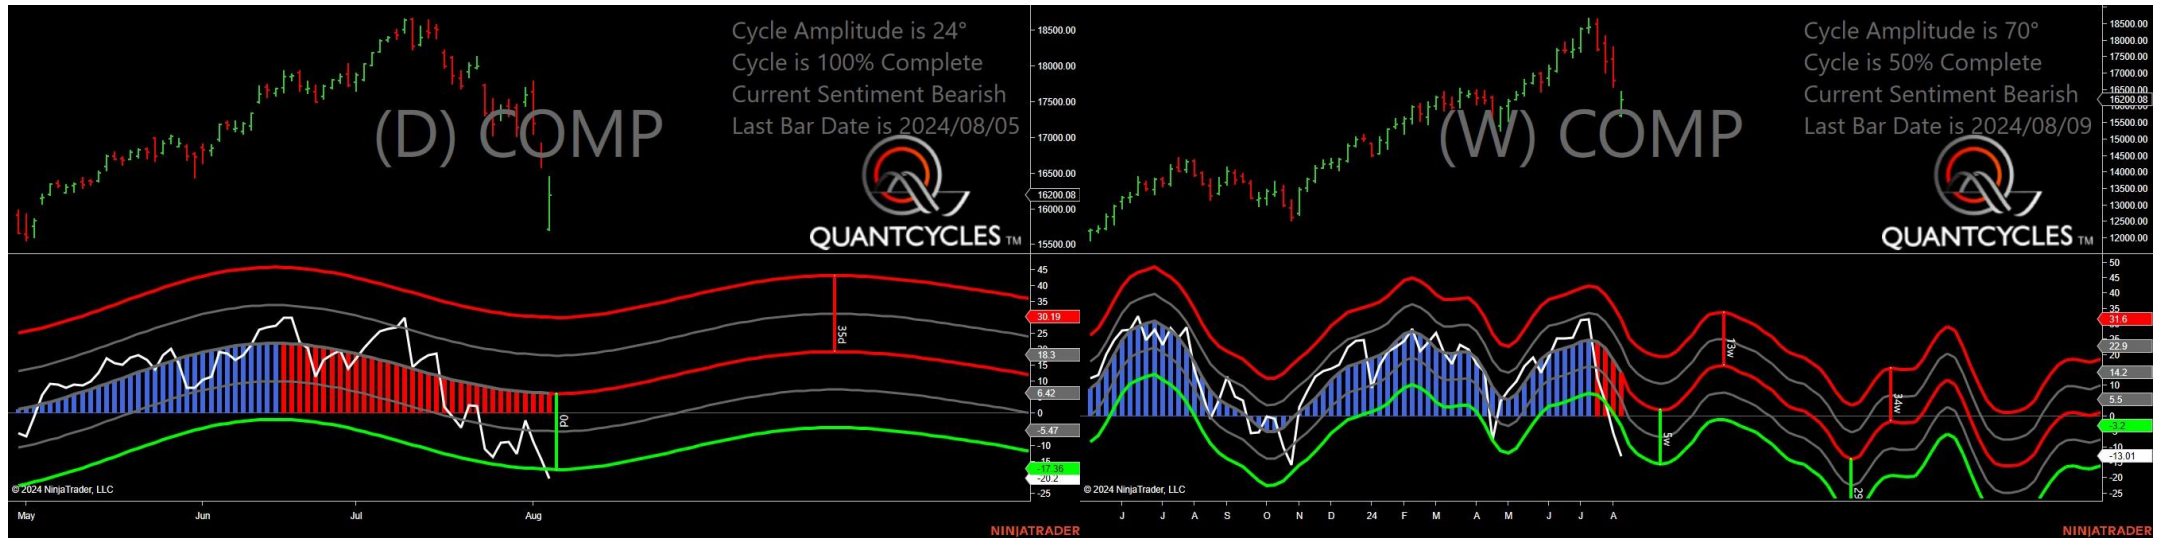 Cycle Amplitude is 24°
Cycle is 100% Complete
Current Sentiment Bearish
Last Bar Date is 2024/08/05
(D) COMP
QUANTCYCLES TM
18500.00
18000.00
17500.00
17000.00
16500.00
16200.08
16000.00
15500.00
45
40
35
30.19
25
18.3
15
10
6.42
0
-5.47
-10
-17.36
-20.2
-25
35d
0d
© 2024 NinjaTrader, LLC
May Jun Jul Aug
NINJATRADER
Cycle Amplitude is 70°
Cycle is 50% Complete
Current Sentiment Bearish
Last Bar Date is 2024/08/09
(W) COMP
QUANTCYCLES TM
18500.00
18000.00
17500.00
17000.00
16500.00
16200.08
15500.00
15000.00
14500.00
14000.00
13500.00
13000.00
12500.00
12000.00
50
45
40
31.6
22.9
20
14.2
10
5.5
0
-3.2
-13.01
-20
-25
13w
34w
5w
29
© 2024 NinjaTrader, LLC
J J A S O N D 24 F M A M J J A
NINJATRADER